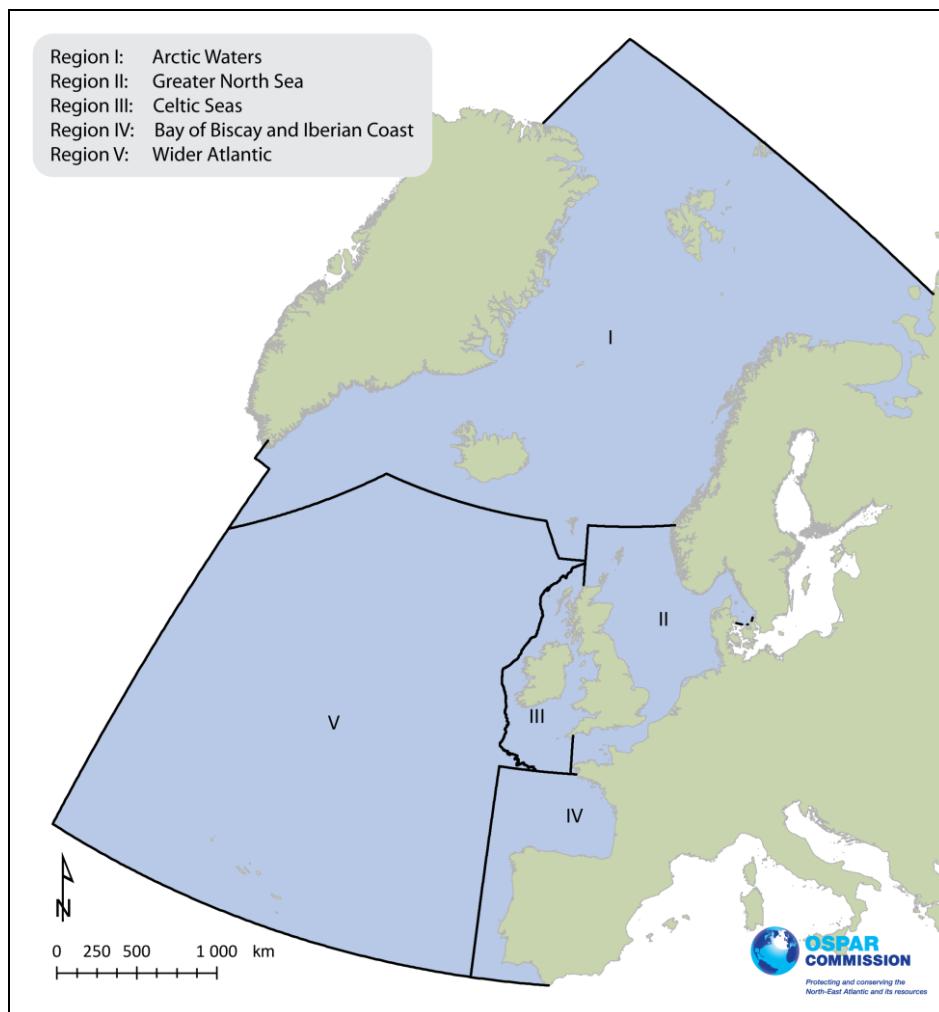 Region I: Arctic Waters
Region II: Greater North Sea
Region III: Celtic Seas
Region IV: Bay of Biscay and Iberian Coast
Region V: Wider Atlantic
I
II
III
V
IV
N
0 250 500 1 000 km
OSPAR
COMMISSION
Protecting and conserving the
North-East Atlantic and its resources